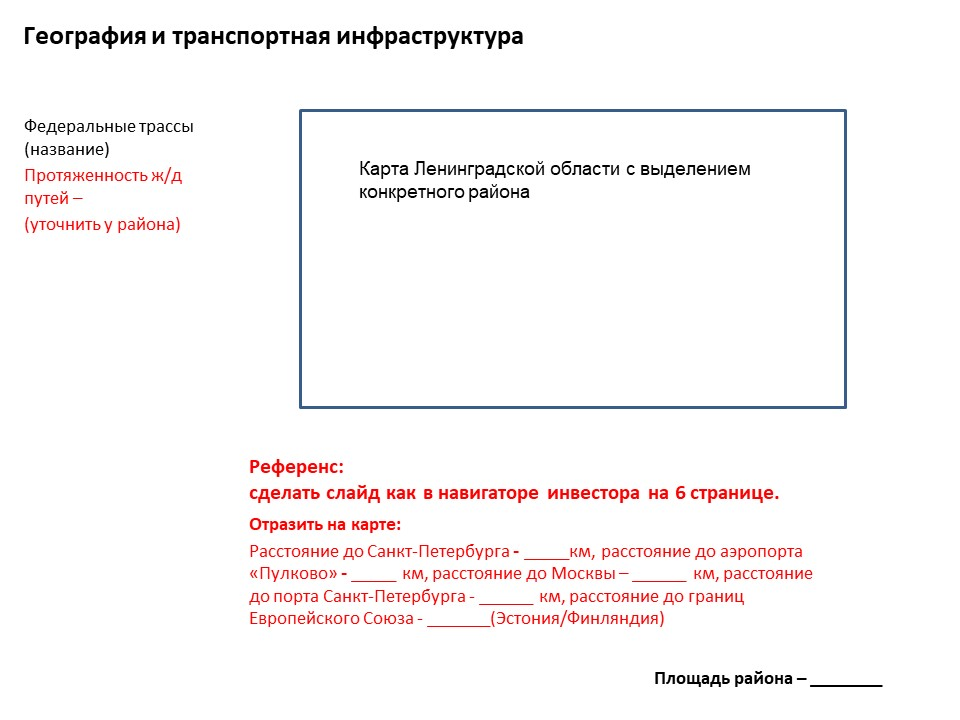 География и транспортная инфраструктура
Федеральные трассы
(название)
Протяженность ж/д
путей –
(уточнить у района)
Карта Ленинградской области с выделением
конкретного района
Референс:
сделать слайд как в навигаторе инвестора на 6 странице.
Отразить на карте:
Расстояние до Санкт-Петербурга - _____км, расстояние до аэропорта
«Пулково» - _____ км, расстояние до Москвы – ______ км, расстояние
до порта Санкт-Петербурга - ______ км, расстояние до границ
Европейского Союза - _______(Эстония/Финляндия)
Площадь района – ________